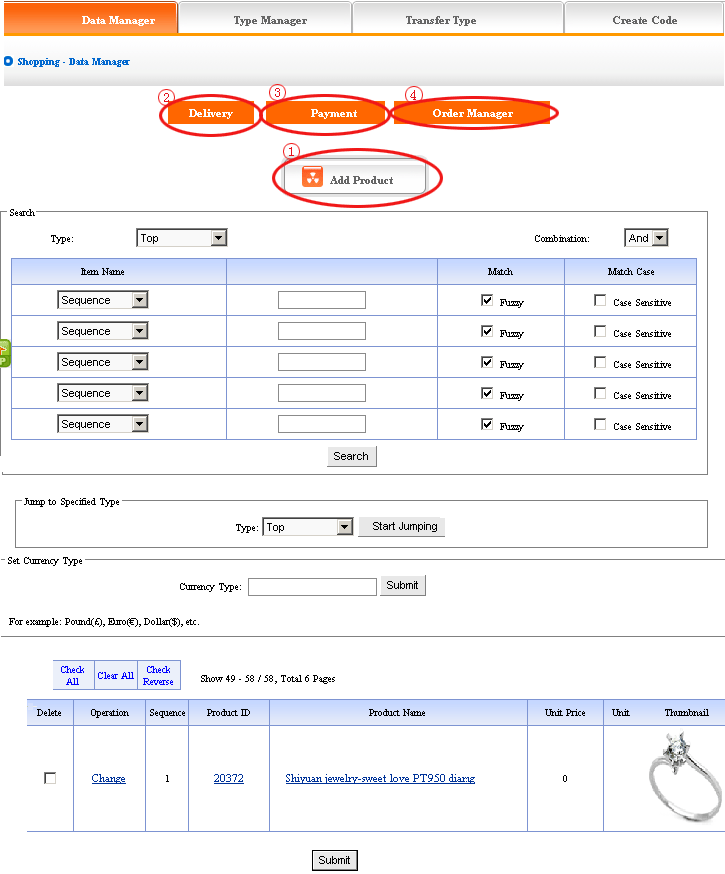 Data Manager Type Manager Transfer Type Create Code
Shopping - Data Manager
② ③ ④
Delivery Payment Order Manager
①
Add Product
Search
Type: Top Combination: And
Item Name Match Match Case
Sequence Fuzzy Case Sensitive
Sequence Fuzzy Case Sensitive
P
Sequence Fuzzy Case Sensitive
Sequence Fuzzy Case Sensitive
Sequence Fuzzy Case Sensitive
Search
Jump to Specified Type
Type: Top Start Jumping
Set Currency Type
Currency Type: Submit
For example: Pound(£), Euro(€), Dollar($), etc.
Check All Clear All Check Reverse Show 49 - 58 / 58, Total 6 Pages
Delete Operation Sequence Product ID Product Name Unit Price Unit Thumbnail
Change 1 20372 Shiyuan jewelry-sweet love PT950 diang 0
Submit